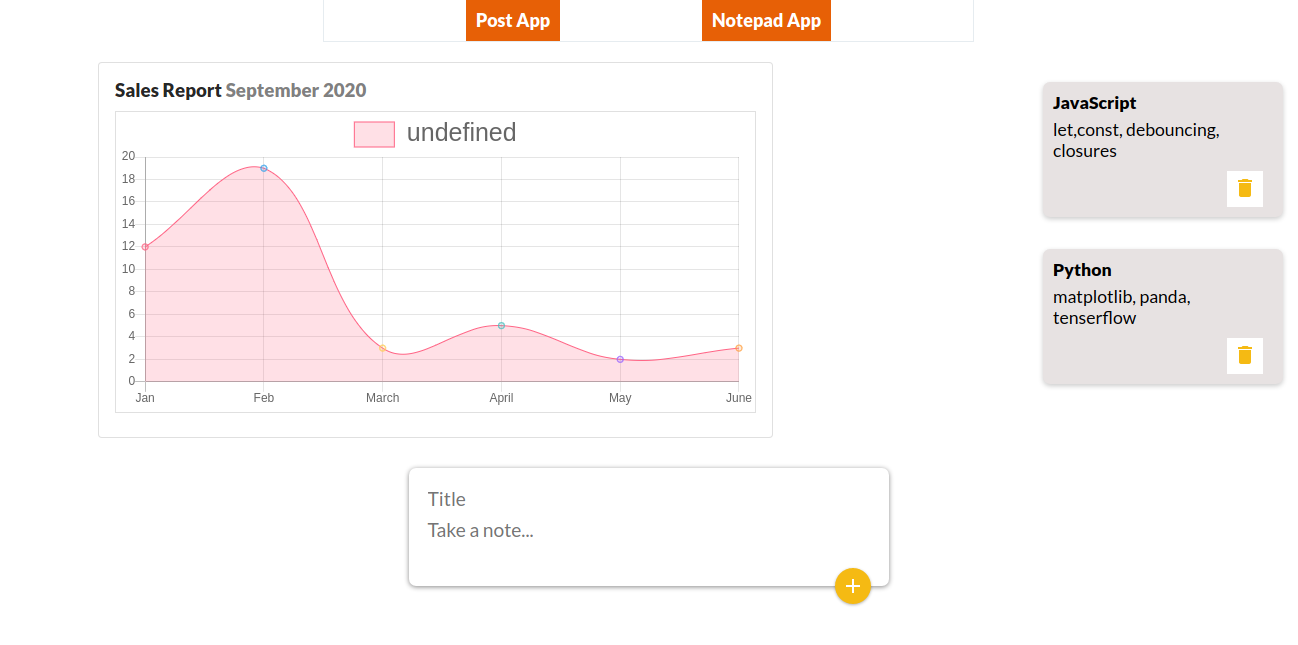 Post App
Notepad App
Sales Report September 2020
undefined
20
18
16
14
12
10
8
6
4
2
0
Jan
Feb
March
April
May
June
JavaScript
let,const, debouncing,
closures
Python
matplotlib, panda,
tenserflow
Title
Take a note...